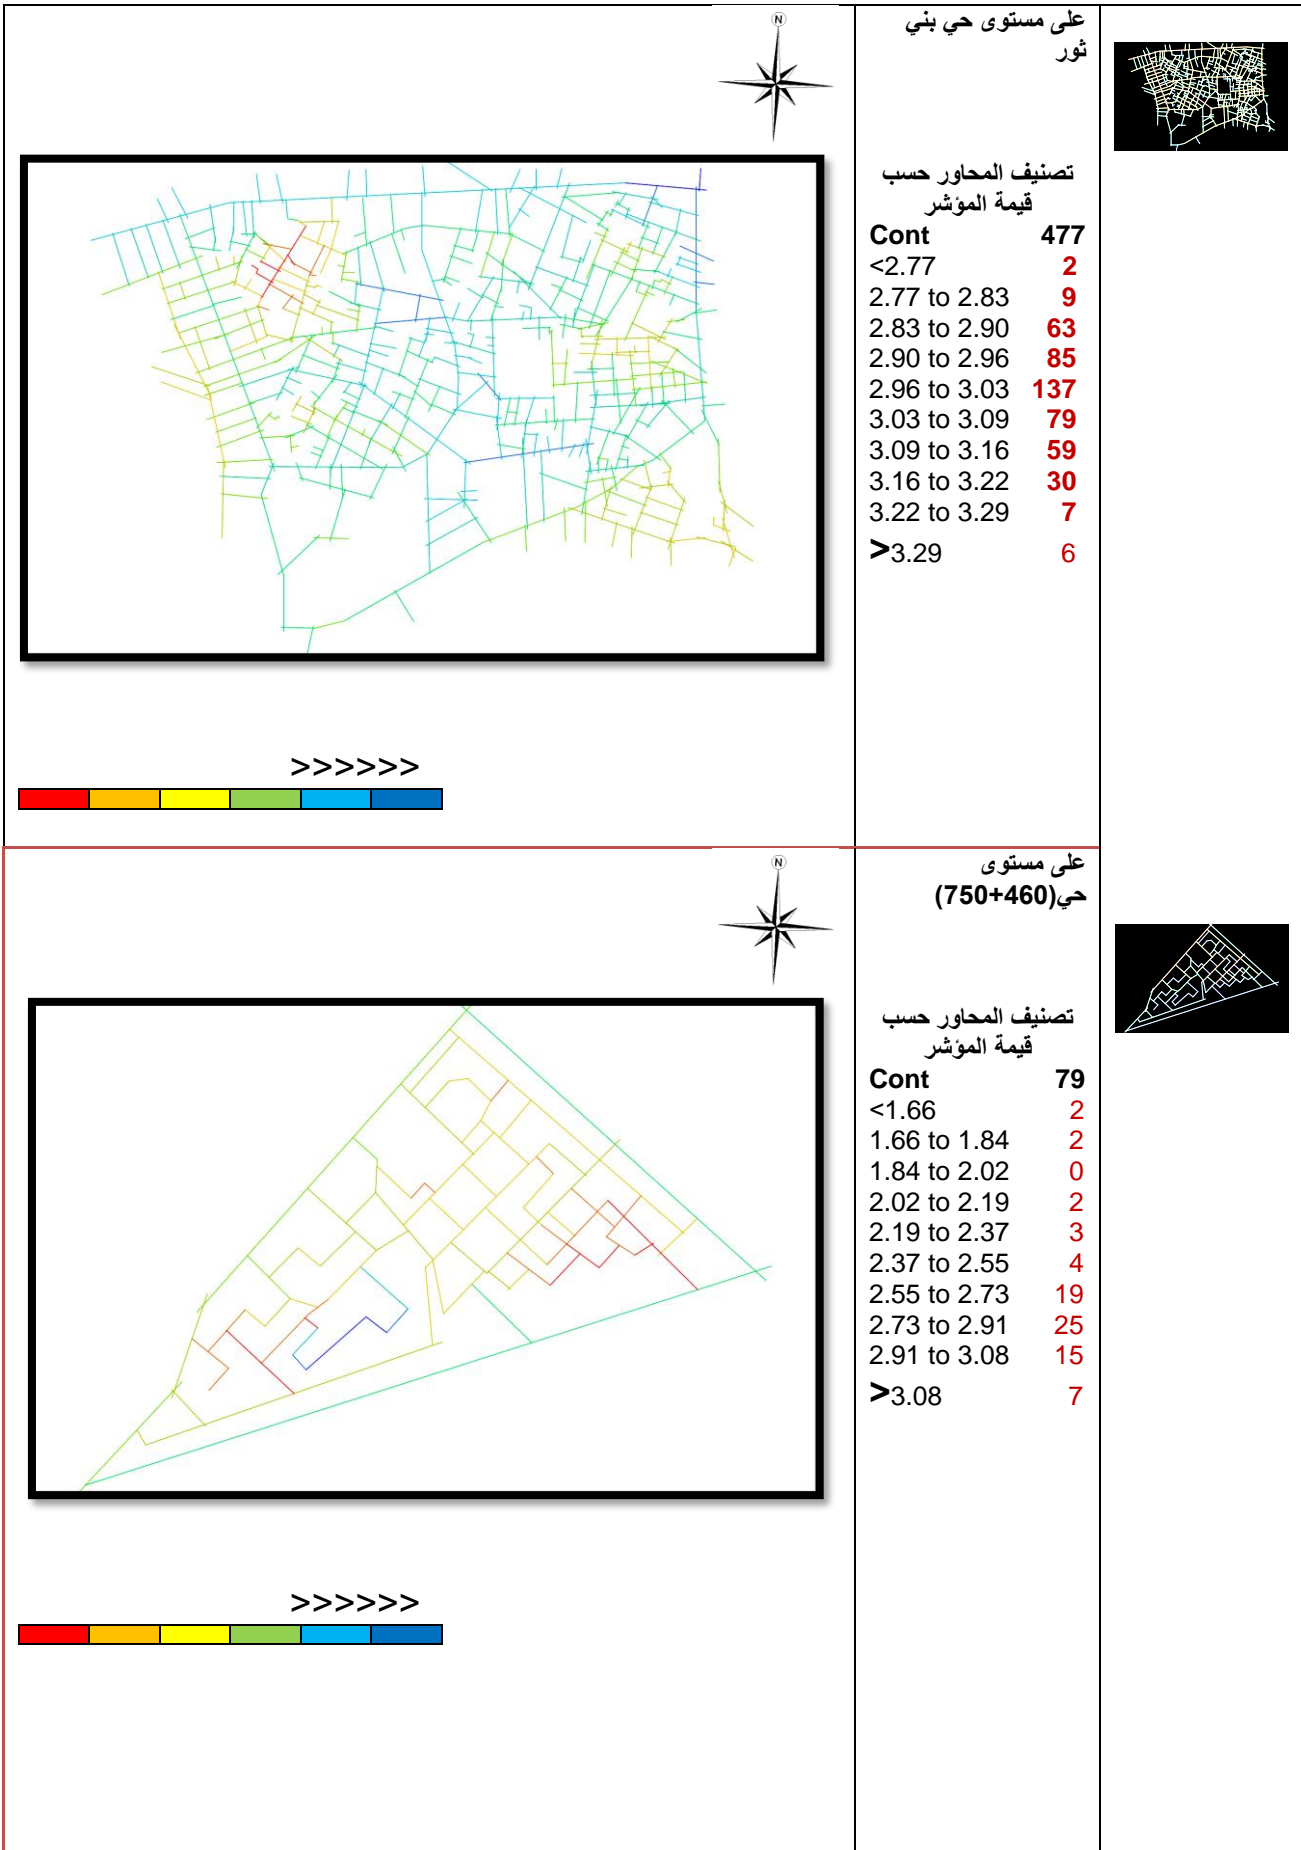 N
على مستوى حي بني
ثور
تصنيف المحاور حسب
قيمة المؤشر
Cont 477
<2.77 2
2.77 to 2.83 9
2.83 to 2.90 63
2.90 to 2.96 85
2.96 to 3.03 137
3.03 to 3.09 79
3.09 to 3.16 59
3.16 to 3.22 30
3.22 to 3.29 7
>3.29 6
>>>>>>
N
على مستوى
حي(460+750)
تصنيف المحاور حسب
قيمة المؤشر
Cont 79
<1.66 2
1.66 to 1.84 2
1.84 to 2.02 0
2.02 to 2.19 2
2.19 to 2.37 3
2.37 to 2.55 4
2.55 to 2.73 19
2.73 to 2.91 25
2.91 to 3.08 15
>3.08 7
>>>>>>